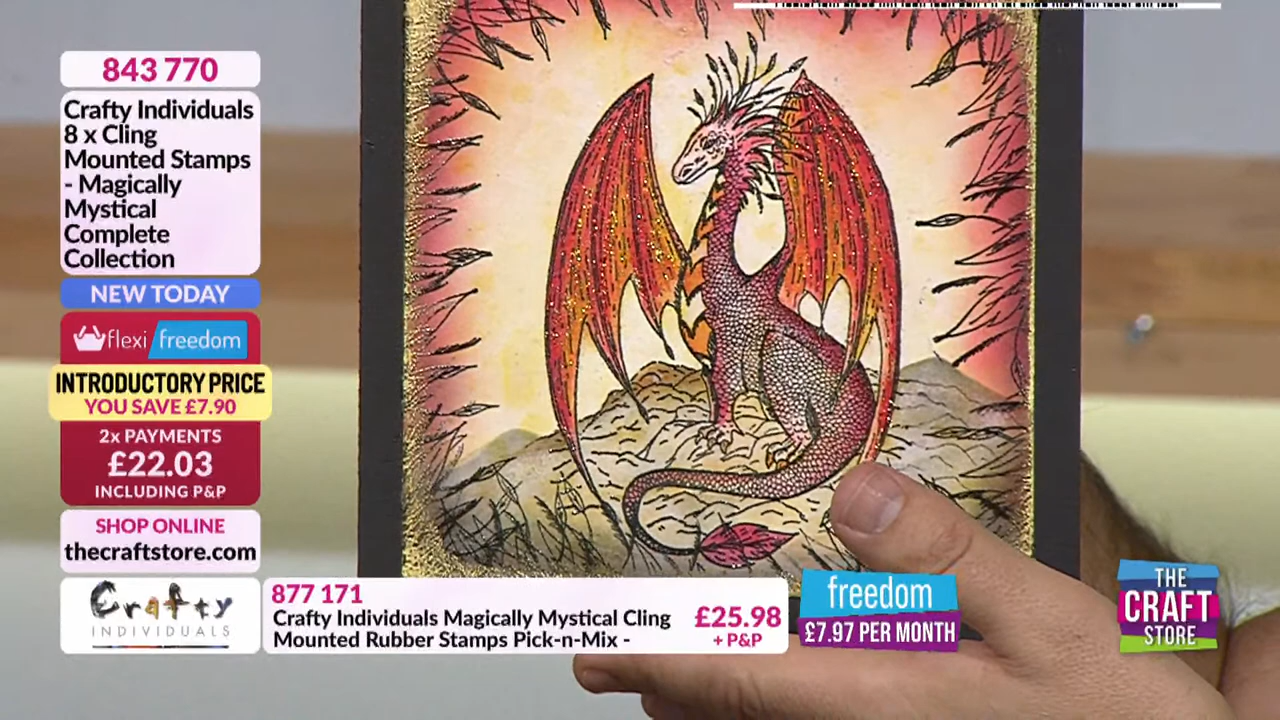 843 770
Crafty Individuals
8 x Cling
Mounted Stamps
- Magically
Mystical
Complete
Collection
NEW TODAY
flexi freedom
INTRODUCTORY PRICE
YOU SAVE £7.90
2x PAYMENTS
£22.03
INCLUDING P&P
SHOP ONLINE
thecraftstore.com
Crafty
INDIVIDUALS
877 171
Crafty Individuals Magically Mystical Cling
Mounted Rubber Stamps Pick-n-Mix -
£25.98
+ P&P
freedom
£7.97 PER MONTH
THE
CRAFT
STORE